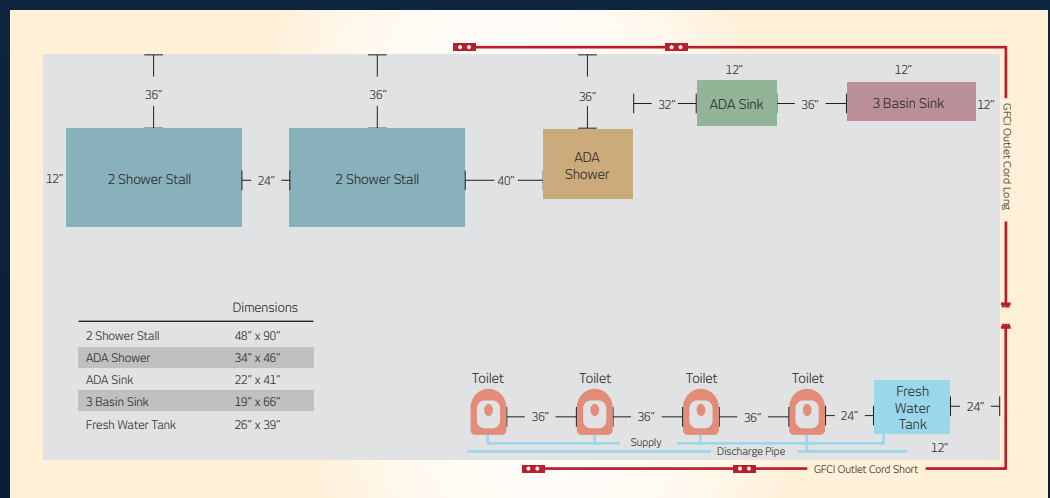 12”
12”
36”
36”
36”
32”
ADA Sink
36”
3 Basin Sink
12”
GFCI Outlet Cord Long
12”
2 Shower Stall
24”
2 Shower Stall
40”
ADA
Shower
Dimensions
2 Shower Stall 48” x 90”
ADA Shower 34” x 46”
ADA Sink 22” x 41”
3 Basin Sink 19” x 66”
Fresh Water Tank 26” x 39”
Toilet
Toilet
Toilet
Toilet
36”
36”
36”
24”
Fresh
Water
Tank
24”
Supply
Discharge Pipe
12”
GFCI Outlet Cord Short